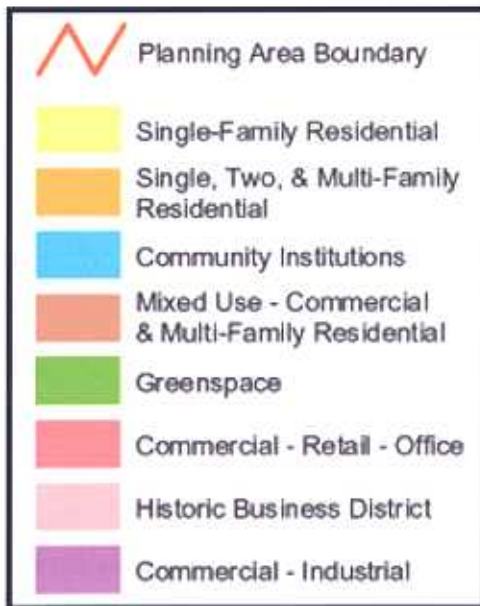 Planning Area Boundary
Single-Family Residential
Single, Two, & Multi-Family
Residential
Community Institutions
Mixed Use - Commercial
& Multi-Family Residential
Greenspace
Commercial - Retail - Office
Historic Business District
Commercial - Industrial